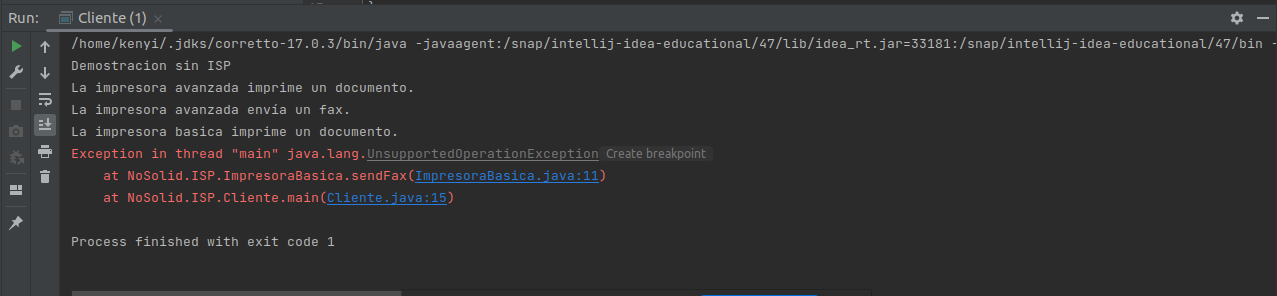 Run: Cliente (1) ×
/home/kenyi/.jdks/corretto-17.0.3/bin/java -javaagent:/snap/intellij-idea-educational/47/lib/idea_rt.jar=33181:/snap/intellij-idea-educational/47/bin -
Demostracion sin ISP
La impresora avanzada imprime un documento.
La impresora avanzada envía un fax.
La impresora basica imprime un documento.
Exception in thread "main" java.lang.UnsupportedOperationException Create breakpoint
at NoSolid.ISP.ImpresoraBasica.sendFax(ImpresoraBasica.java:11)
at NoSolid.ISP.Cliente.main(Cliente.java:15)
Process finished with exit code 1